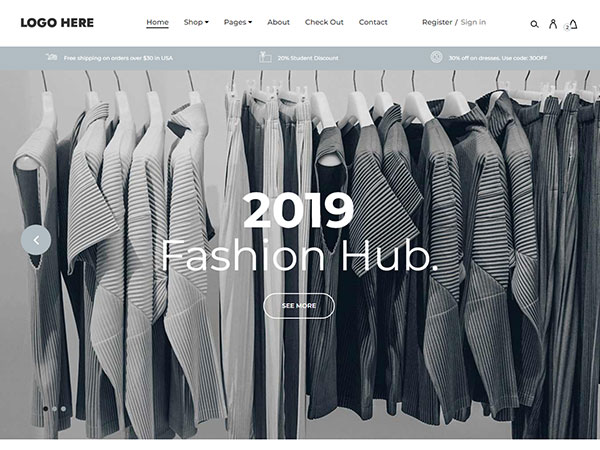 LOGO HERE
Home
Shop
Pages
About
Check Out
Contact
Register / Sign in
2
Free shipping on orders over $30 in USA
20% Student Discount
30% off on dresses, Use code: 30OFF
2019
Fashion Hub.
SEE MORE